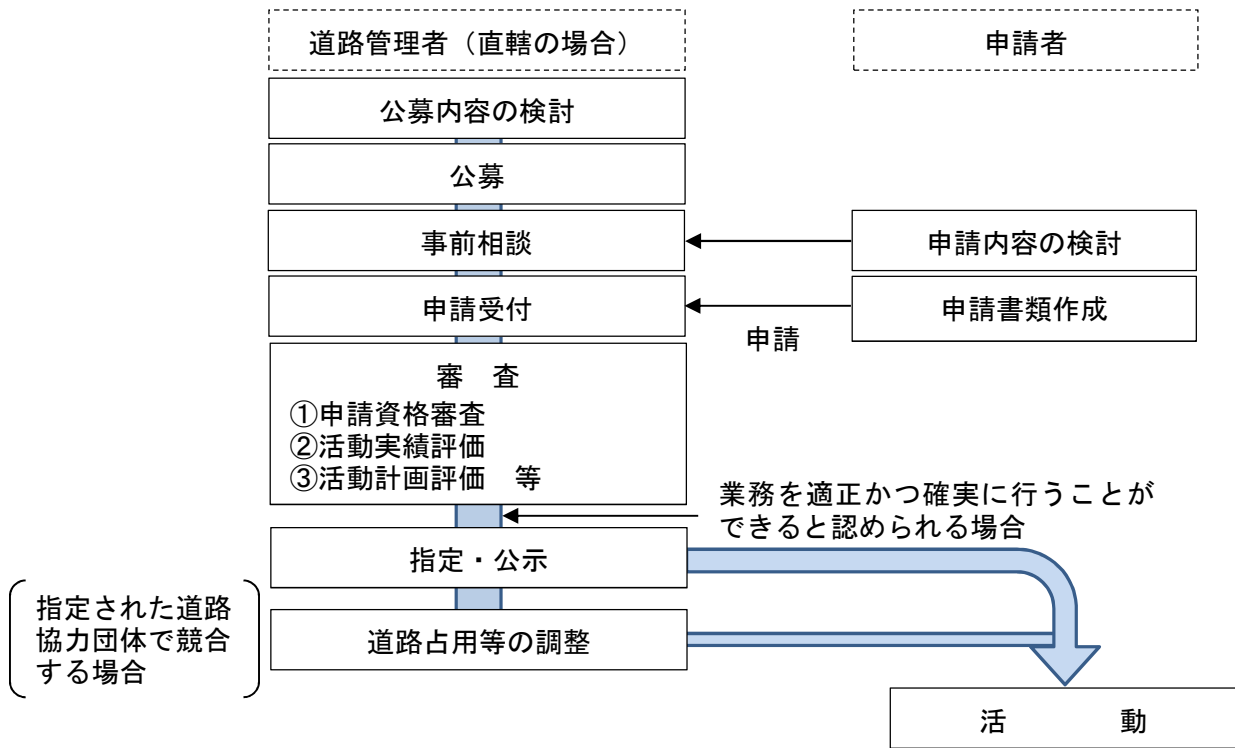 道路管理者（直轄の場合）
申請者
公募内容の検討
公募
事前相談
申請内容の検討
申請受付
申請書類作成
申請
審　査
①申請資格審査
②活動実績評価
③活動計画評価　等
業務を適正かつ確実に行うことが
できると認められる場合
指定・公示
指定された道路
協力団体で競合
する場合
道路占用等の調整
活　　　動